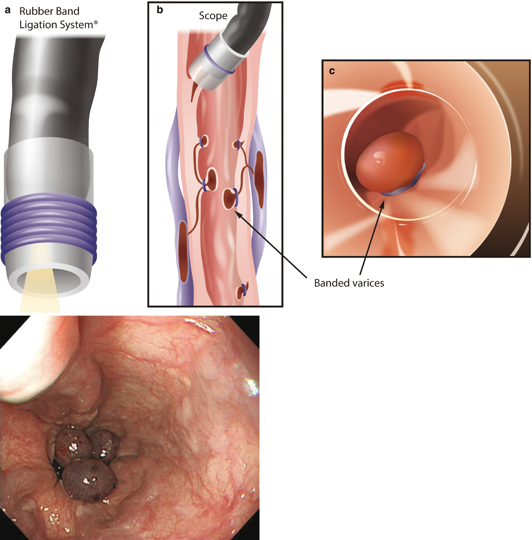 a
Rubber Band
Ligation System®
b
Scope
c
Banded varices